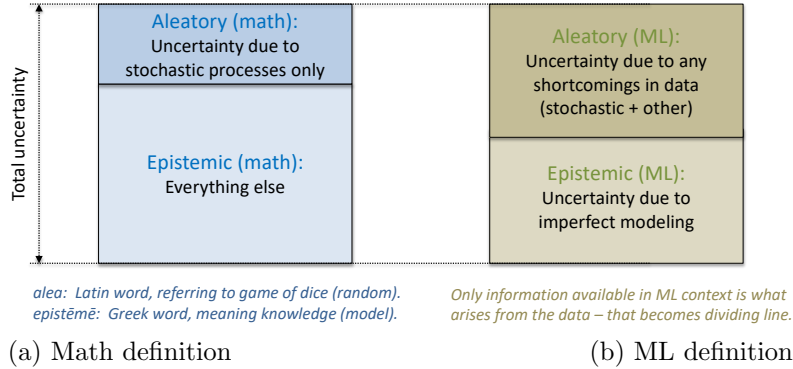 Total uncertainty
Aleatory (math):
Uncertainty due to
stochastic processes only
Epistemic (math):
Everything else
alea: Latin word, referring to game of dice (random).
epistēmē: Greek word, meaning knowledge (model).
(a) Math definition
Aleatory (ML):
Uncertainty due to any
shortcomings in data
(stochastic + other)
Epistemic (ML):
Uncertainty due to
imperfect modeling
Only information available in ML context is what
arises from the data – that becomes dividing line.
(b) ML definition